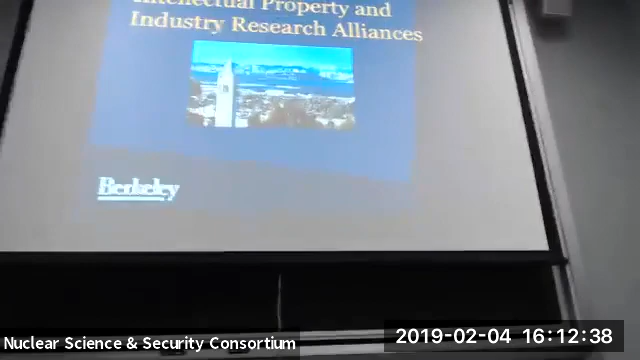 Intellectual Property and
Industry Research Alliances
Berkeley
Nuclear Science & Security Consortium
2019-02-04 16:12:38